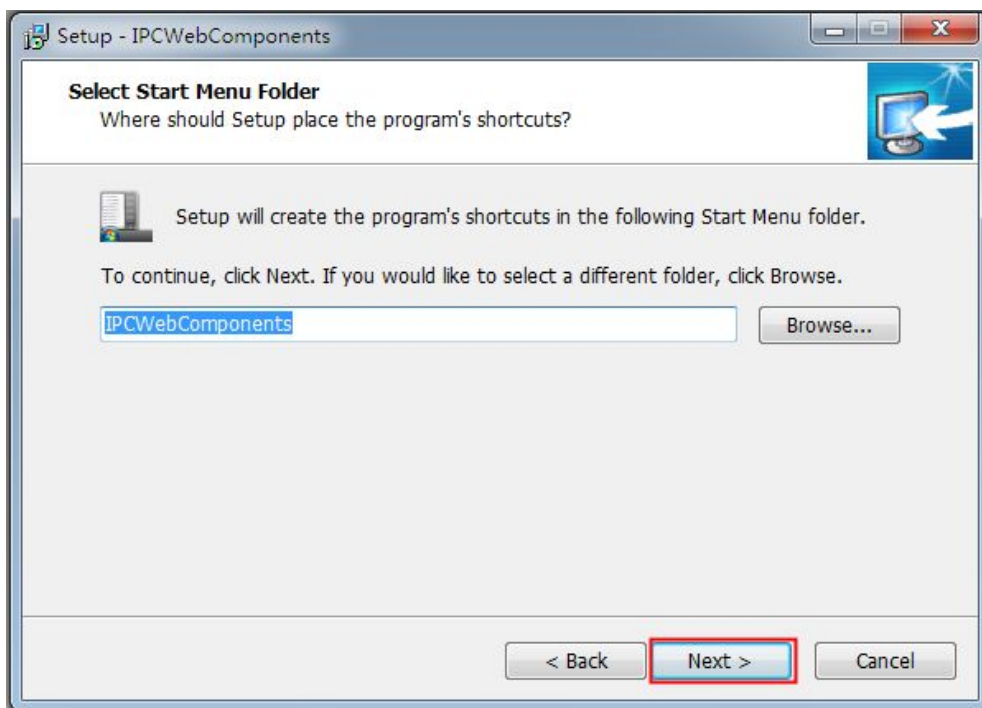 Setup - IPCWebComponents
Select Start Menu Folder
Where should Setup place the program's shortcuts?
Setup will create the program's shortcuts in the following Start Menu folder.
To continue, click Next. If you would like to select a different folder, click Browse.
IPCWebComponents
Browse...
< Back
Next >
Cancel